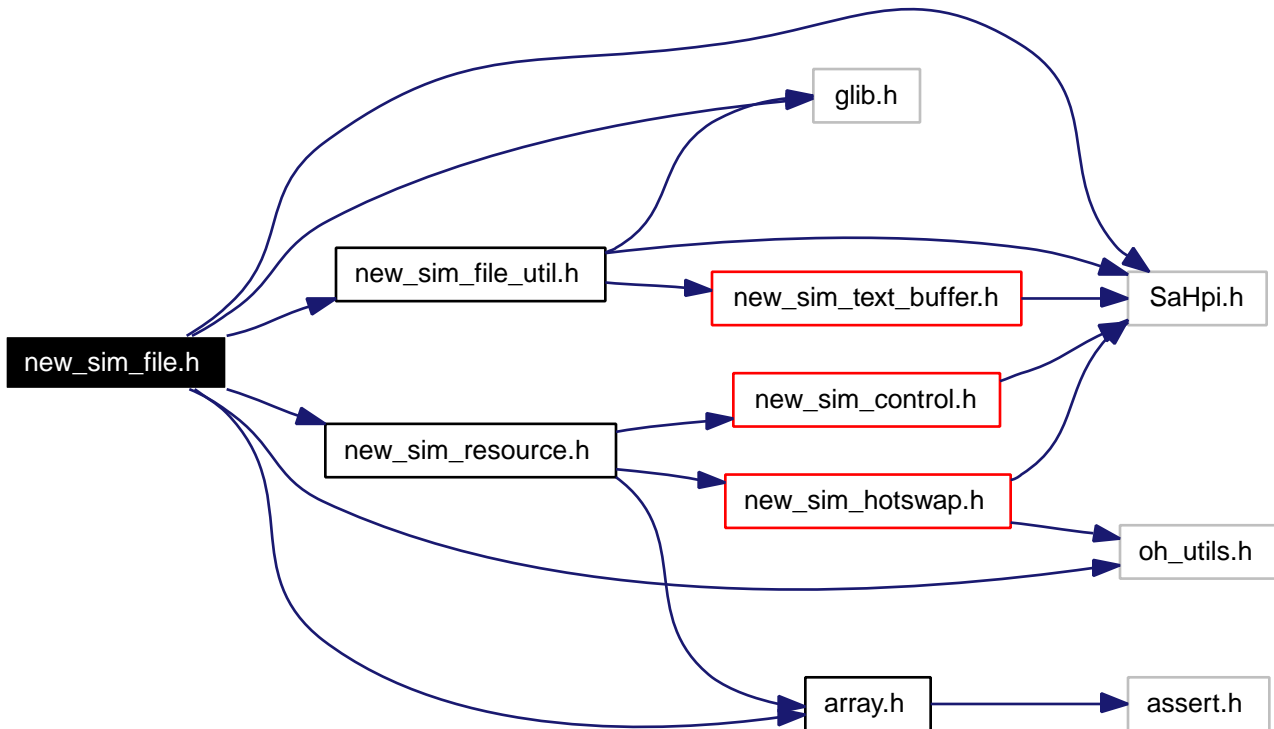 glib.h
new_sim_file_util.h
new_sim_text_buffer.h
SaHpi.h
new_sim_file.h
new_sim_control.h
new_sim_resource.h
new_sim_hotswap.h
oh_utils.h
array.h
assert.h